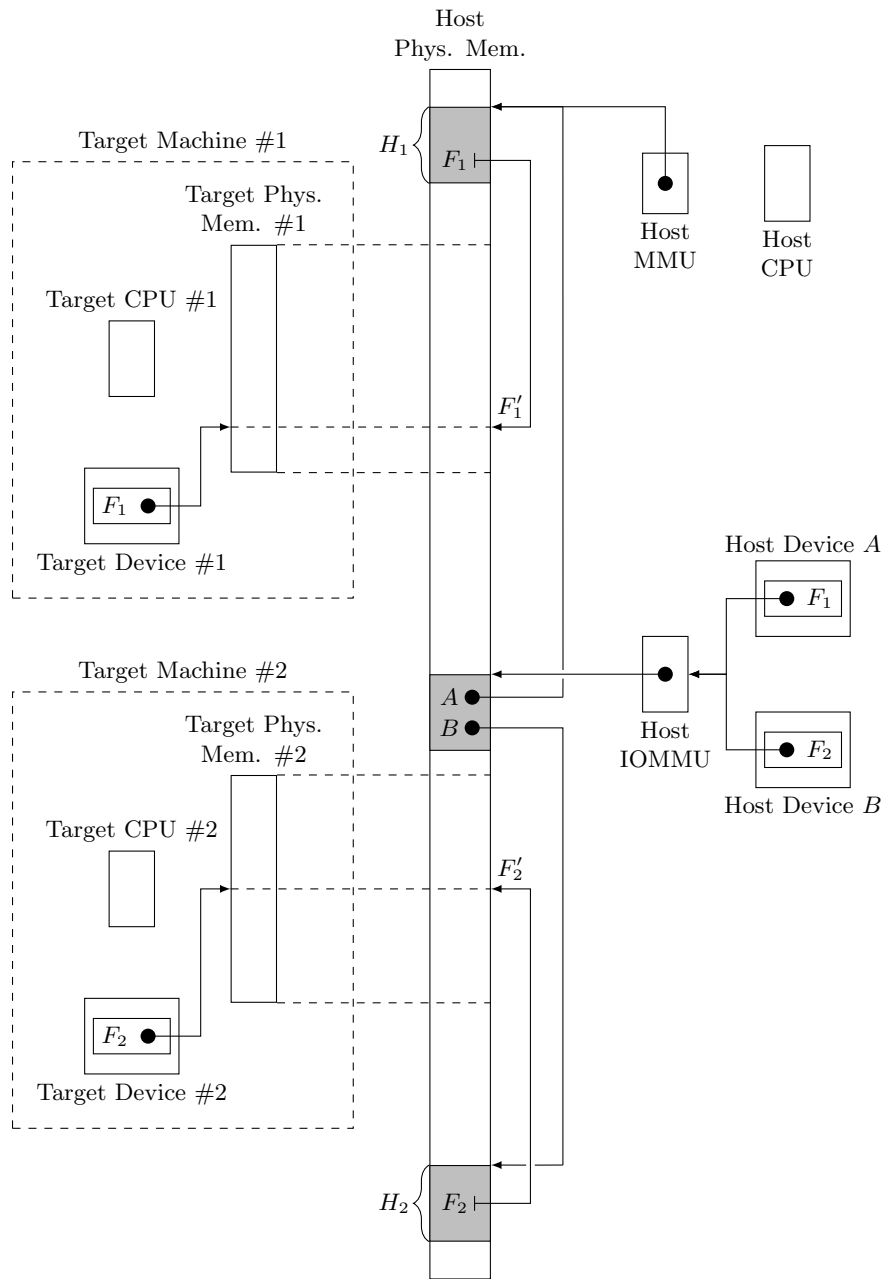 Host
Phys. Mem.
Target Machine #1
H₁
F₁
Target Phys.
Mem. #1
Host
MMU
Host
CPU
Target CPU #1
F₁′
F₁
Target Device #1
Host Device A
F₁
Target Machine #2
A
B
Host
IOMMU
F₂
Host Device B
Target Phys.
Mem. #2
Target CPU #2
F₂′
F₂
Target Device #2
H₂
F₂